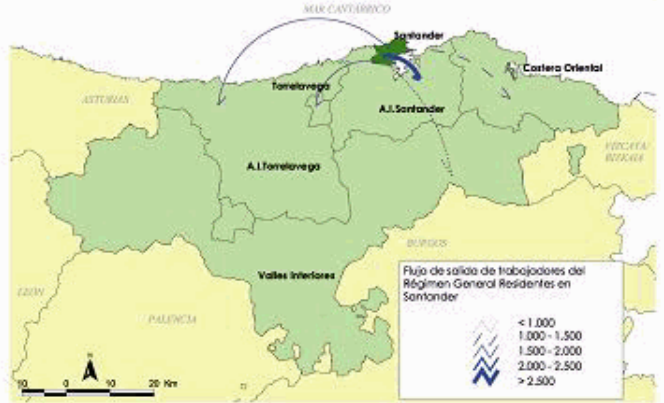 MAR CANTÁBRICO
Santander
Costera Oriental
Torrelavega
ASTURIAS
A.I.Santander
VIZCAYA/
BIZKAIA
A.I.Torrelavega
BURGOS
Valles Interiores
LEON
PALENCIA
Flujo de salida de trabajadores del
Régimen General Residentes en
Santander
< 1.000
1.000 - 1.500
1.500 - 2.000
2.000 - 2.500
> 2.500
N
10 0 10 20 Km